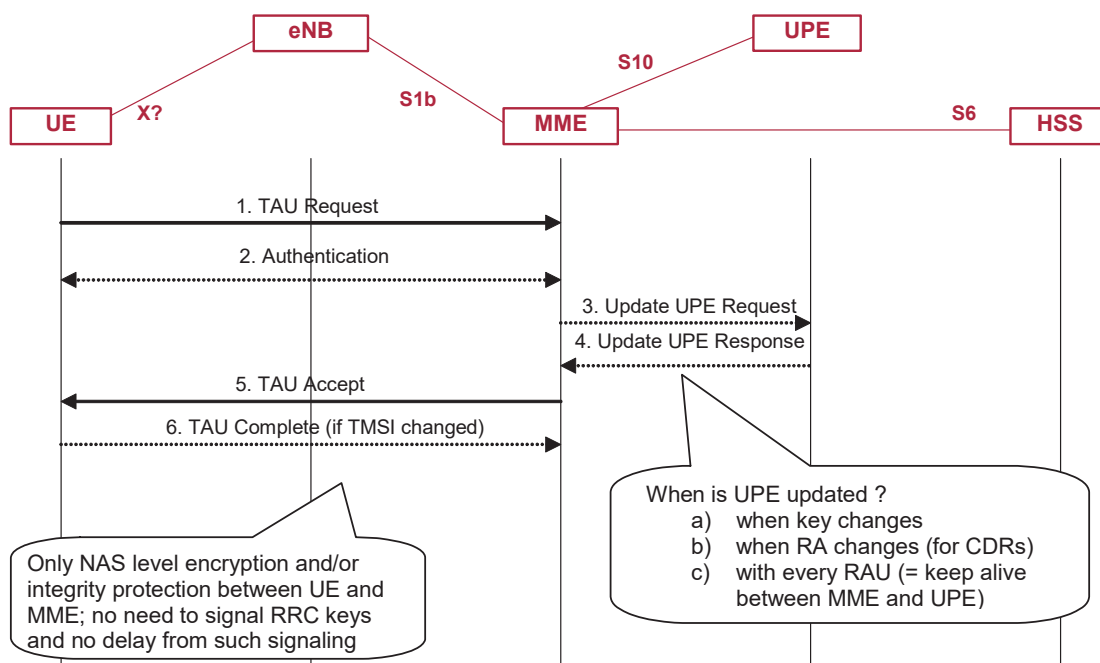 eNB
UPE
S10
S1b
X?
UE
MME
S6
HSS
1. TAU Request
2. Authentication
3. Update UPE Request
4. Update UPE Response
5. TAU Accept
6. TAU Complete (if TMSI changed)
When is UPE updated ?
a) when key changes
b) when RA changes (for CDRs)
c) with every RAU (= keep alive
between MME and UPE)
Only NAS level encryption and/or
integrity protection between UE and
MME; no need to signal RRC keys
and no delay from such signaling